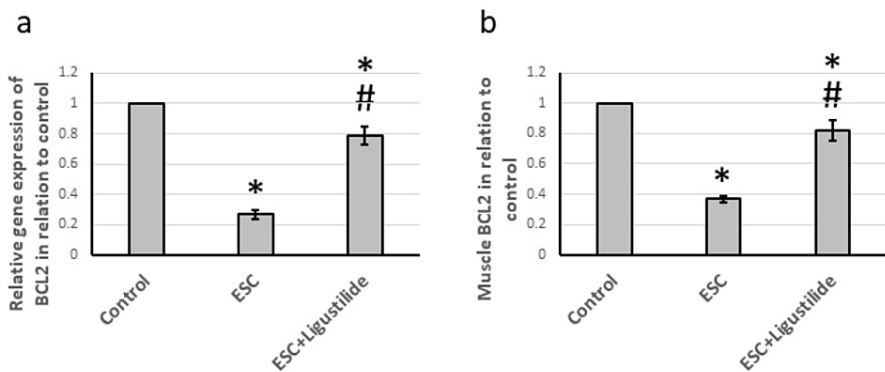 a
Relative gene expression of
BCL2 in relation to control
1.2
1
0.8
0.6
0.4
0.2
0
*
*
#
Control
ESC
ESC+Ligustilide
b
Muscle BCL2 in relation to
control
1.2
1
0.8
0.6
0.4
0.2
0
*
*
#
Control
ESC
ESC+Ligustilide